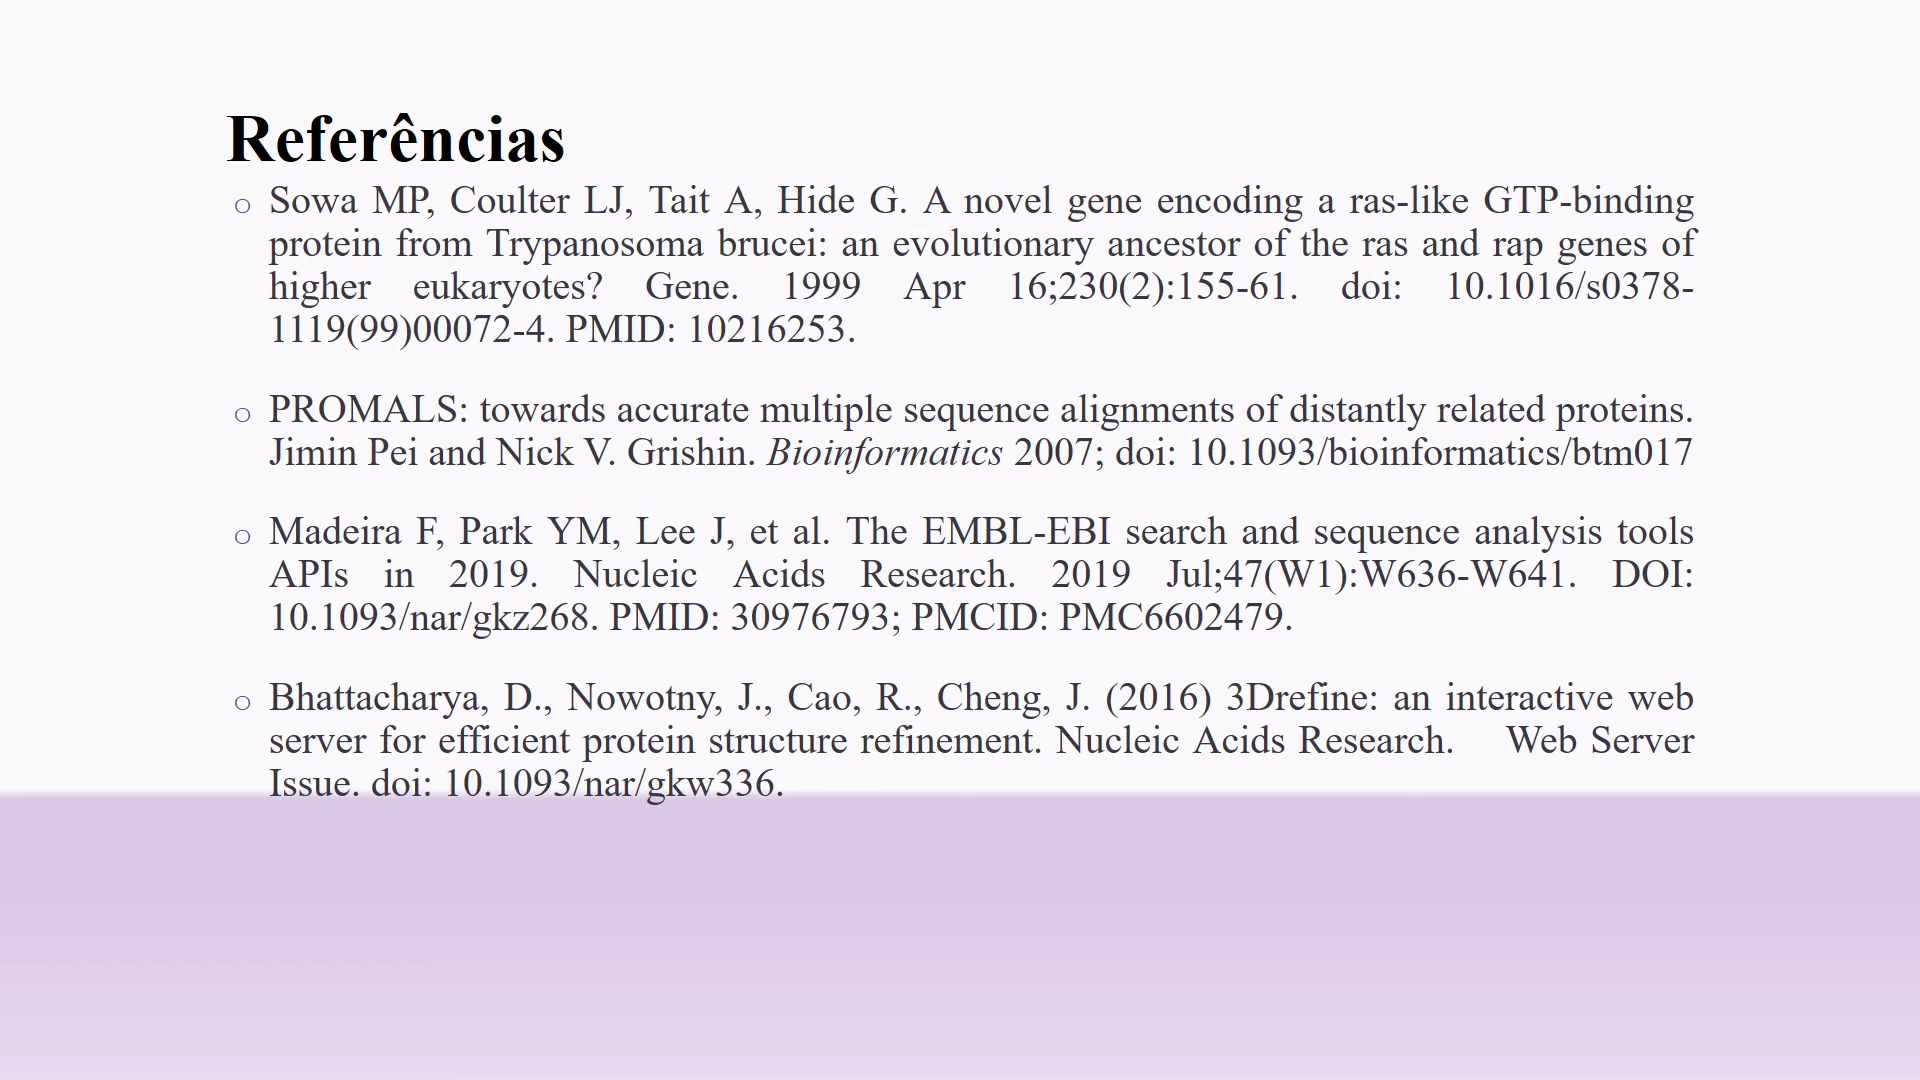 Referências
Sowa MP, Coulter LJ, Tait A, Hide G. A novel gene encoding a ras-like GTP-binding
protein from Trypanosoma brucei: an evolutionary ancestor of the ras and rap genes of
higher eukaryotes? Gene. 1999 Apr 16;230(2):155-61. doi: 10.1016/s0378-
1119(99)00072-4. PMID: 10216253.
PROMALS: towards accurate multiple sequence alignments of distantly related proteins.
Jimin Pei and Nick V. Grishin. Bioinformatics 2007; doi: 10.1093/bioinformatics/btm017
Madeira F, Park YM, Lee J, et al. The EMBL-EBI search and sequence analysis tools
APIs in 2019. Nucleic Acids Research. 2019 Jul;47(W1):W636-W641. DOI:
10.1093/nar/gkz268. PMID: 30976793; PMCID: PMC6602479.
Bhattacharya, D., Nowotny, J., Cao, R., Cheng, J. (2016) 3Drefine: an interactive web
server for efficient protein structure refinement. Nucleic Acids Research. Web Server
Issue. doi: 10.1093/nar/gkw336.